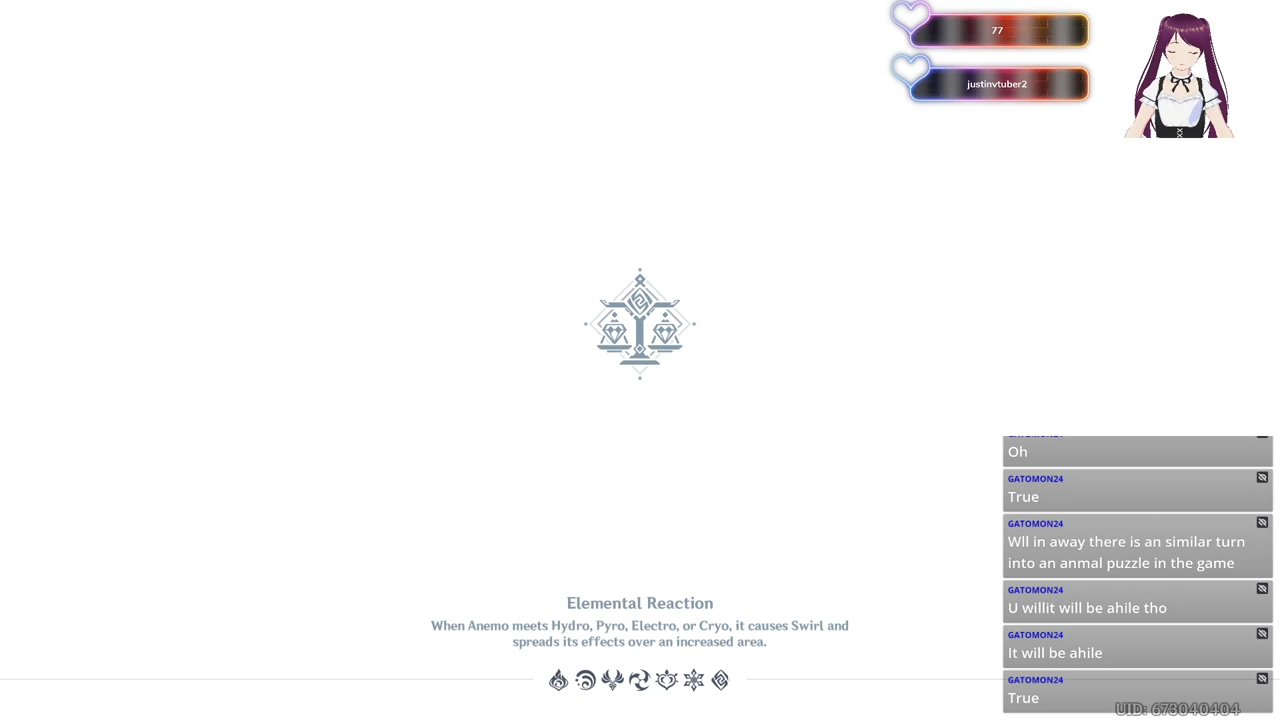 77
justinvtuber2
Oh
GATOMON24
True
GATOMON24
Wll in away there is an similar turn
into an anmal puzzle in the game
GATOMON24
U willit will be ahile tho
GATOMON24
It will be ahile
GATOMON24
True
Elemental Reaction
When Anemo meets Hydro, Pyro, Electro, or Cryo, it causes Swirl and
spreads its effects over an increased area.
UID: 673040404